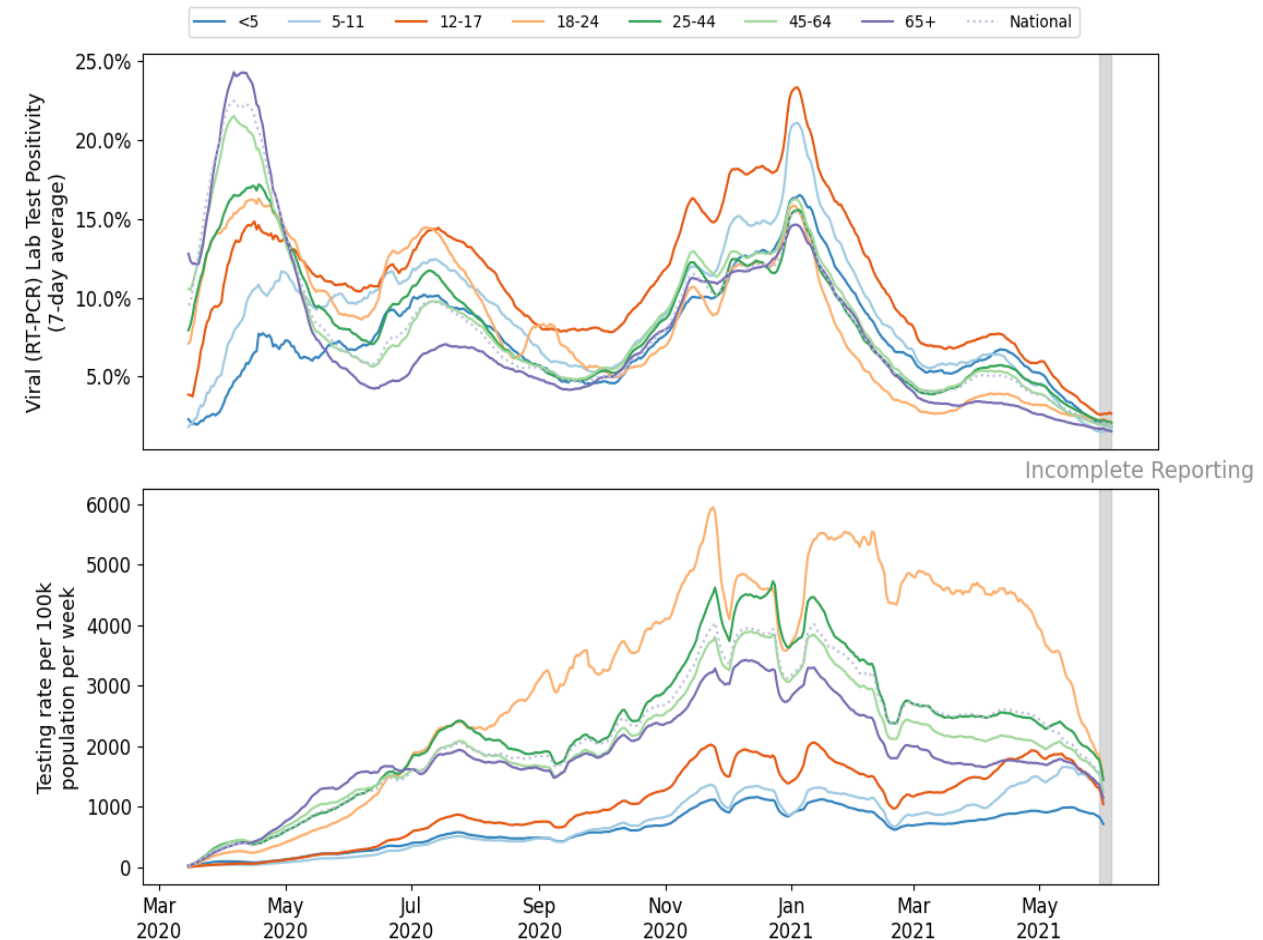 <5 5-11 12-17 18-24 25-44 45-64 65+ National
Viral (RT-PCR) Lab Test Positivity
(7-day average)
25.0%
20.0%
15.0%
10.0%
5.0%
Incomplete Reporting
Testing rate per 100k
population per week
6000
5000
4000
3000
2000
1000
0
Mar May Jul Sep Nov Jan Mar May
2020 2020 2020 2020 2020 2021 2021 2021